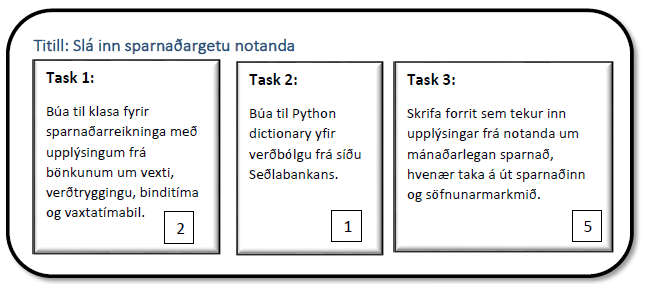 Titill: Slá inn sparnaðargetu notanda
Task 1:
Búa til klasa fyrir
sparnaðarreikninga með
upplýsingum frá
bönkunum um vexti,
verðtryggingu, binditíma
og vaxtatímabil.
2
Task 2:
Búa til Python
dictionary yfir
verðbólgu frá síðu
Seðlabankans.
1
Task 3:
Skrifa forrit sem tekur inn
upplýsingar frá notanda um
mánaðarlegan sparnað,
hvenær taka á út sparnaðinn
og söfnunarmarkmið.
5